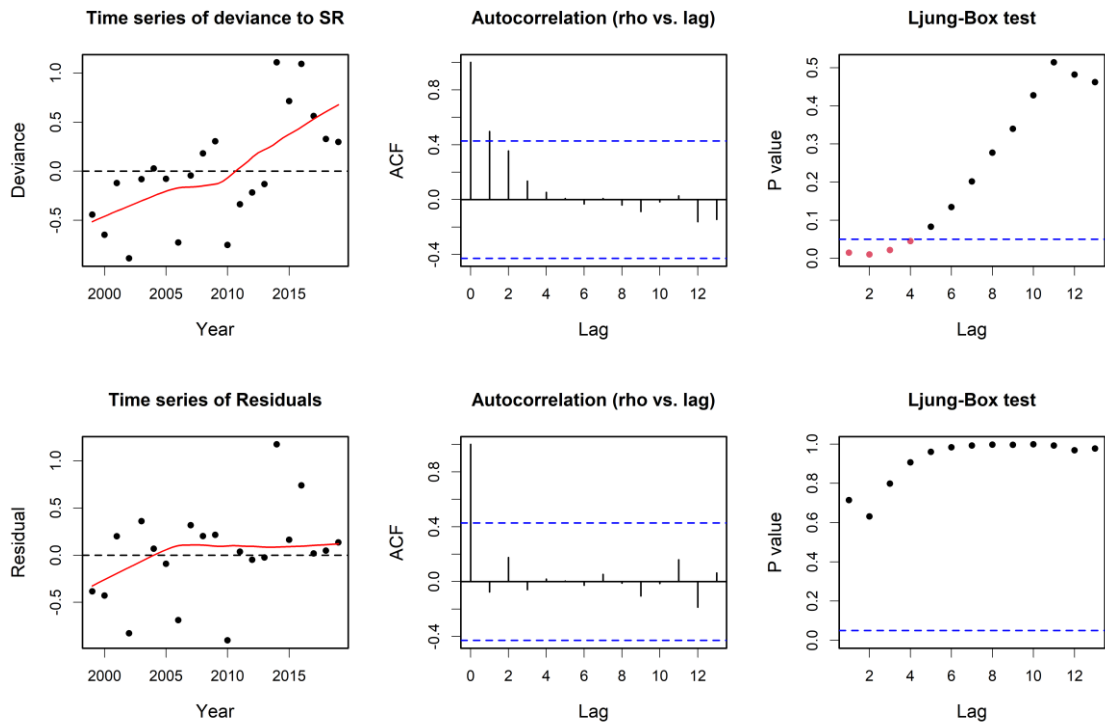 Time series of deviance to SR
Autocorrelation (rho vs. lag)
Ljung-Box test
Deviance
1.0
0.5
0.0
-0.5
2000 2005 2010 2015
Year
ACF
0.8
0.4
0.0
-0.4
0 2 4 6 8 10 12
Lag
P value
0.5
0.4
0.3
0.2
0.1
0.0
2 4 6 8 10 12
Lag
Time series of Residuals
Autocorrelation (rho vs. lag)
Ljung-Box test
Residual
1.0
0.5
0.0
-0.5
2000 2005 2010 2015
Year
ACF
0.8
0.4
0.0
-0.4
0 2 4 6 8 10 12
Lag
P value
1.0
0.8
0.6
0.4
0.2
0.0
2 4 6 8 10 12
Lag